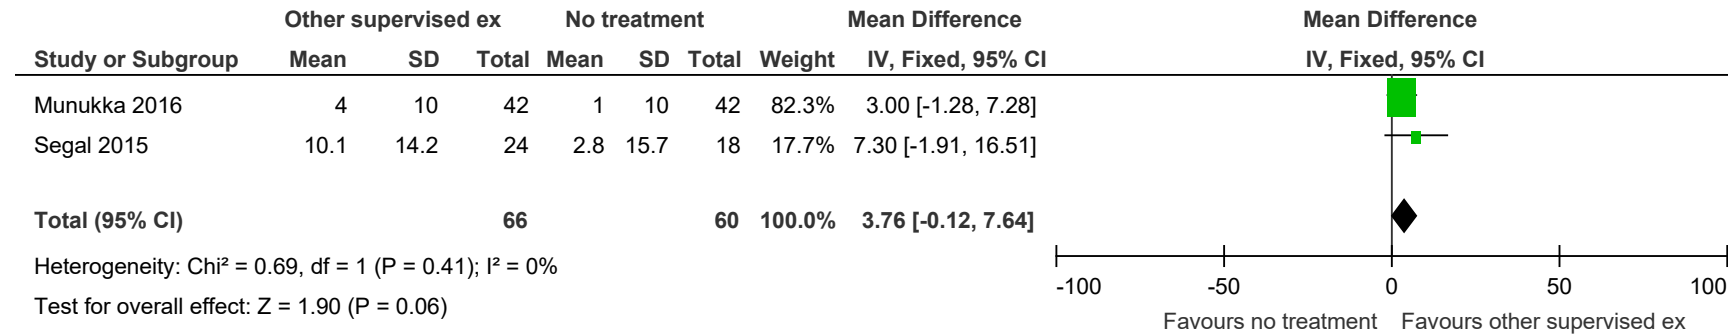 Other supervised ex No treatment Mean Difference Mean Difference
Study or Subgroup Mean SD Total Mean SD Total Weight IV, Fixed, 95% CI IV, Fixed, 95% CI
Munukka 2016 4 10 42 1 10 42 82.3% 3.00 [-1.28, 7.28]
Segal 2015 10.1 14.2 24 2.8 15.7 18 17.7% 7.30 [-1.91, 16.51]
Total (95% CI) 66 60 100.0% 3.76 [-0.12, 7.64]
Heterogeneity: Chi² = 0.69, df = 1 (P = 0.41); I² = 0%
Test for overall effect: Z = 1.90 (P = 0.06)
-100 -50 0 50 100
Favours no treatment Favours other supervised ex